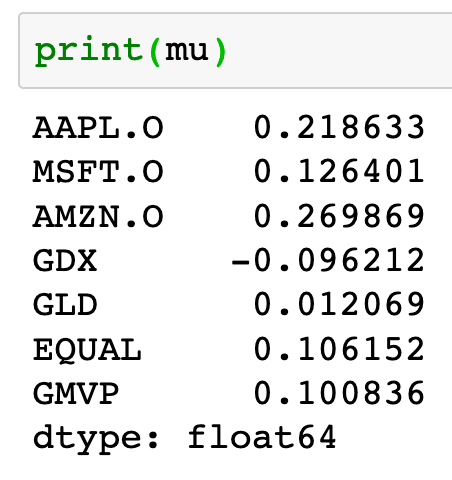 print(mu)
AAPL.O 0.218633
MSFT.O 0.126401
AMZN.O 0.269869
GDX -0.096212
GLD 0.012069
EQUAL 0.106152
GMVP 0.100836
dtype: float64